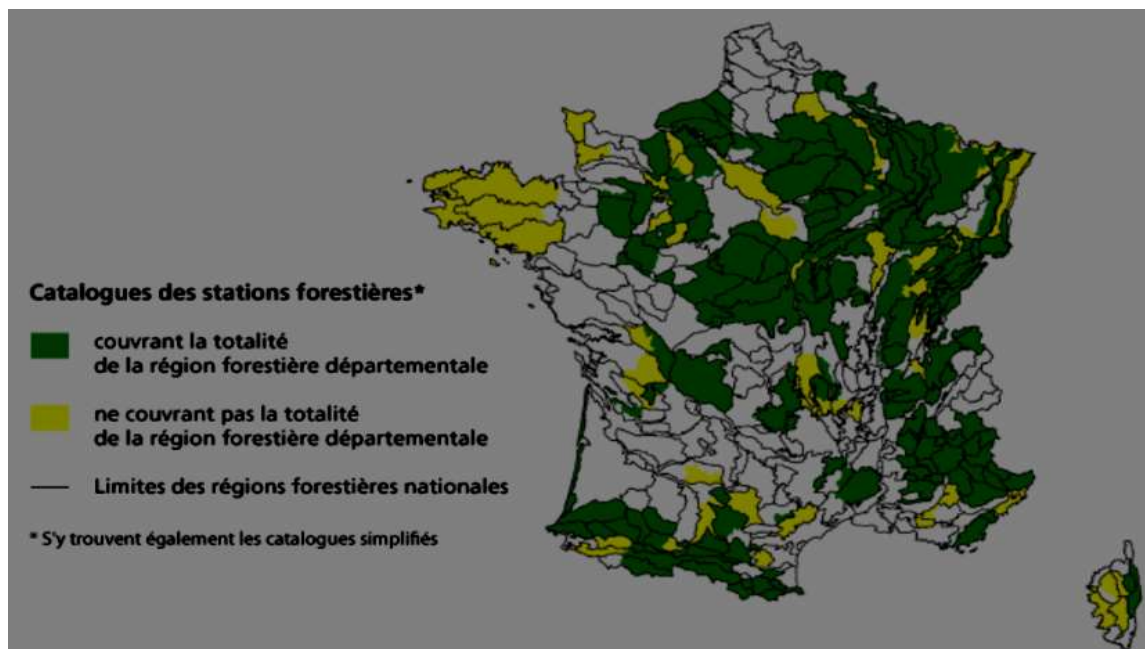 Catalogues des stations forestières*
couvrant la totalité
de la région forestière départementale
ne couvrant pas la totalité
de la région forestière départementale
Limites des régions forestières nationales
* S'y trouvent également les catalogues simplifiés